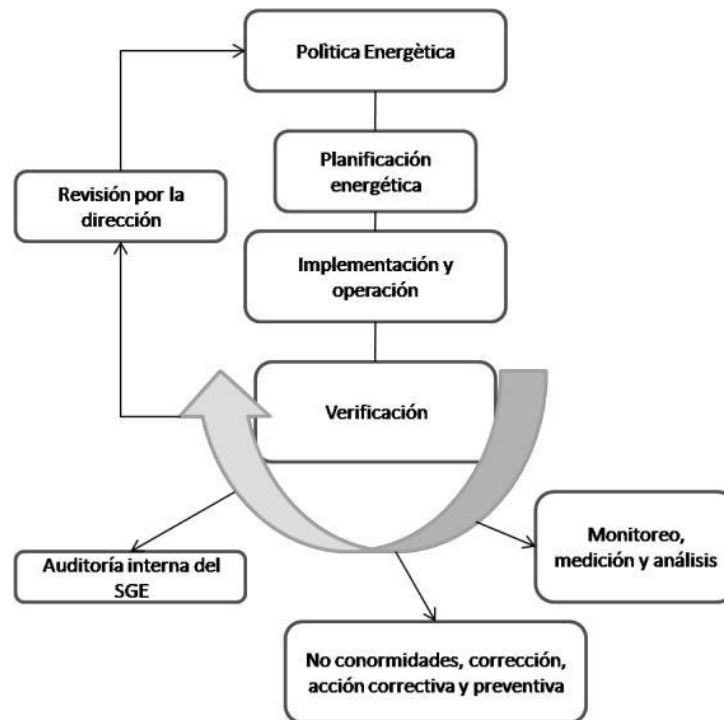 Polìtica Energètica
Planificación
energética
Revisión por la
dirección
Implementación y
operación
Verificación
Monitoreo,
medición y análisis
Auditoría interna del
SGE
No conormidades, corrección,
acción correctiva y preventiva